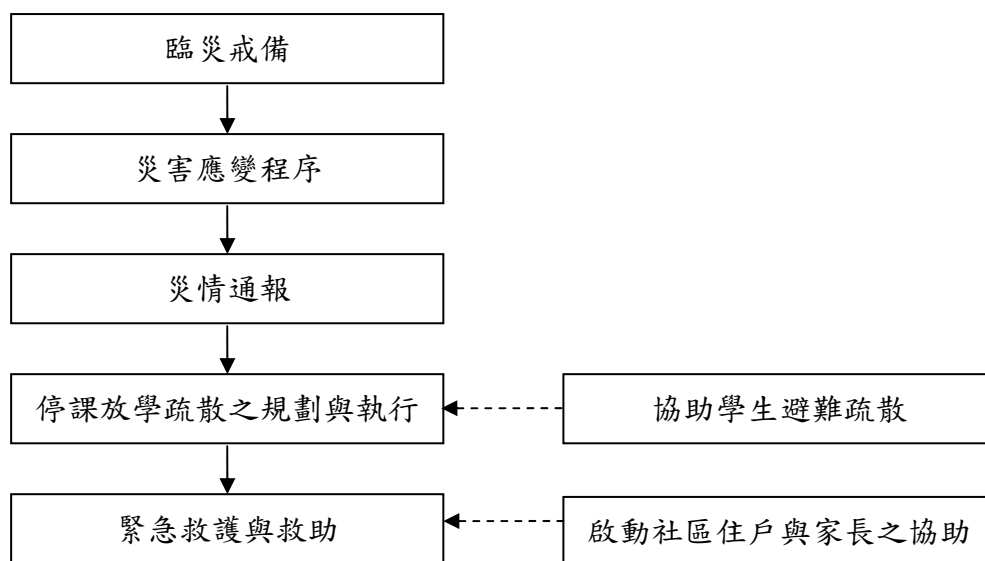 臨災戒備
災害應變程序
災情通報
停課放學疏散之規劃與執行
協助學生避難疏散
緊急救護與救助
啟動社區住戶與家長之協助